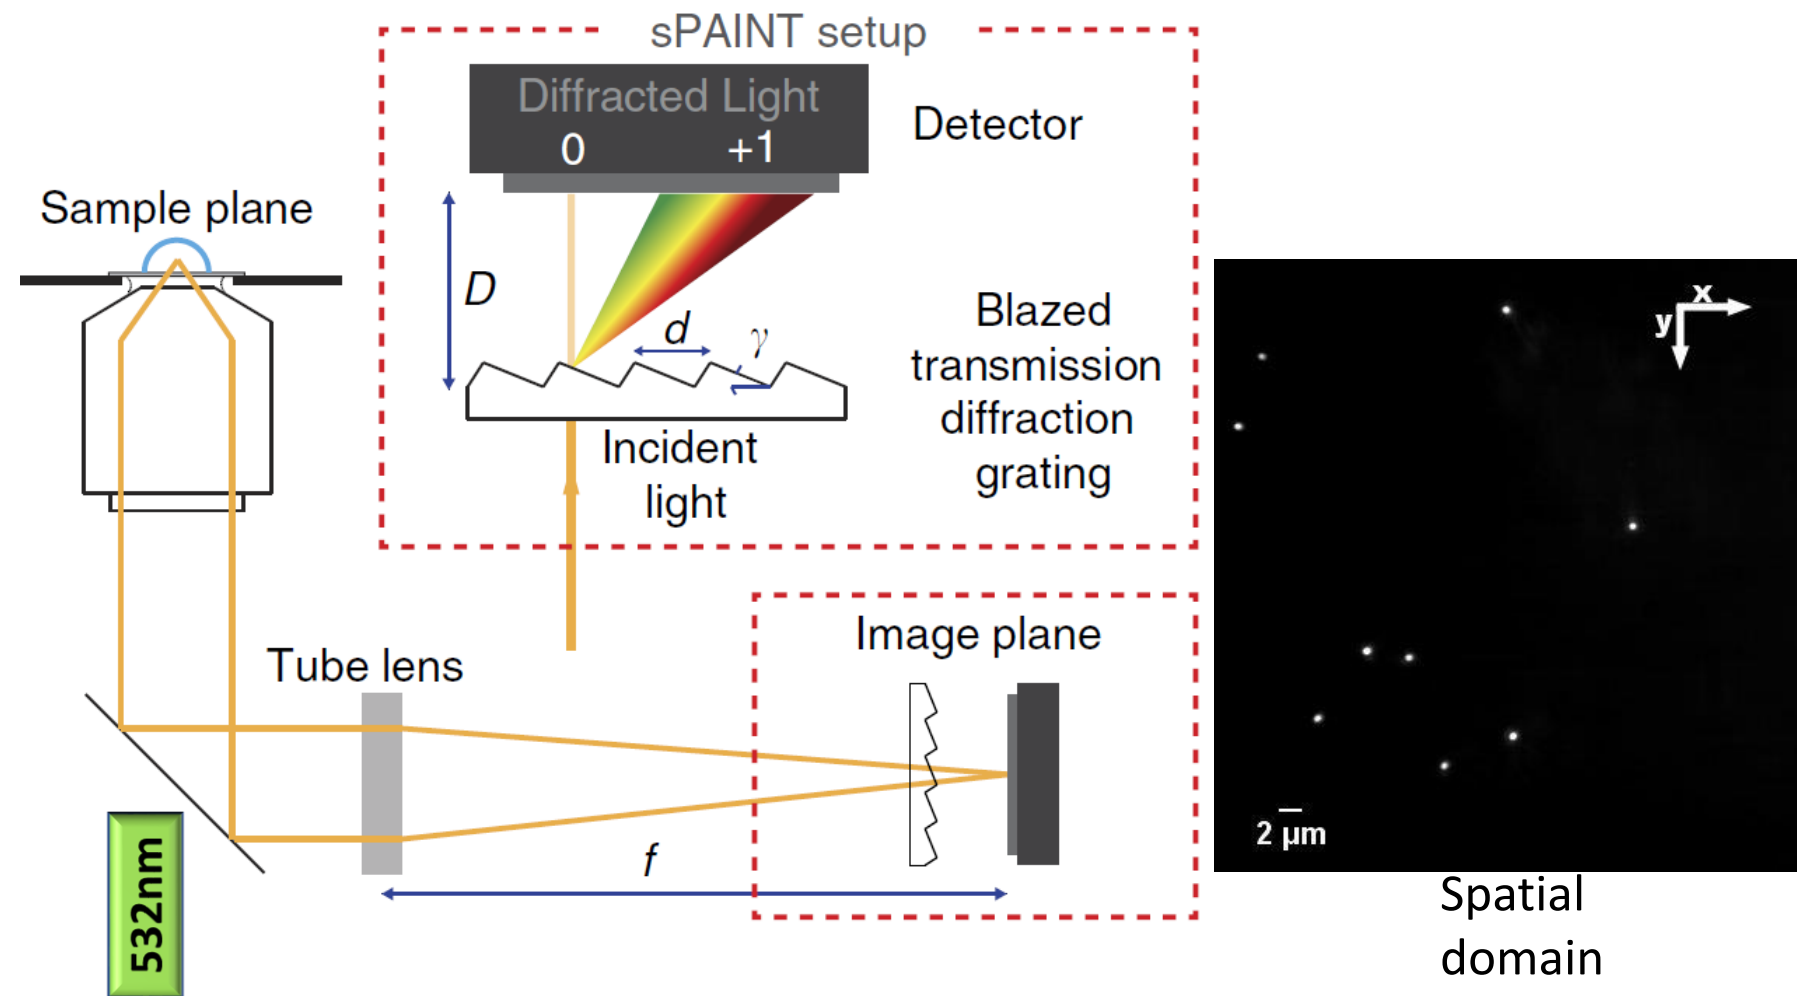 sPAINT setup
Diffracted Light
0 +1
Detector
Sample plane
D
d
γ
Blazed
transmission
diffraction
grating
Incident
light
Image plane
Tube lens
f
532nm
x
y
2 μm
Spatial
domain